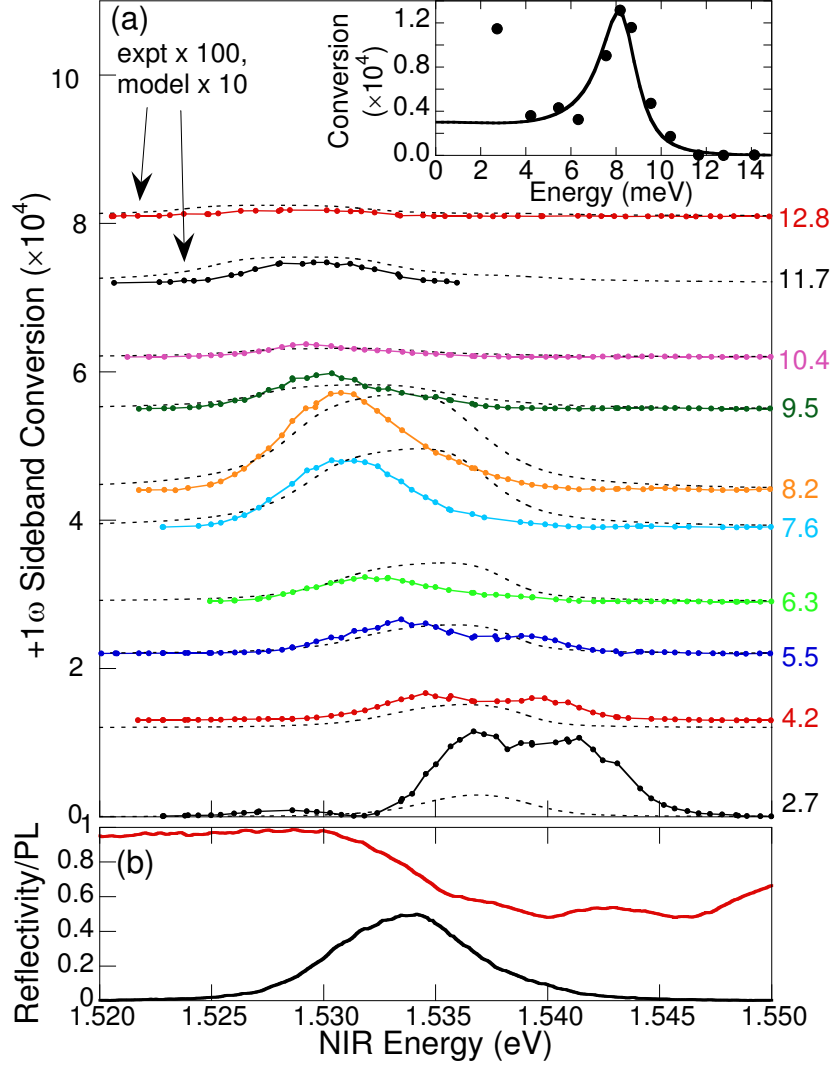 (a)
expt x 100,
model x 10
10
8
6
4
2
0
+1ω Sideband Conversion (×10⁴)
Conversion
(×10⁴)
1.2
0.8
0.4
0.0
0 2 4 6 8 10 12 14
Energy (meV)
12.8
11.7
10.4
9.5
8.2
7.6
6.3
5.5
4.2
2.7
(b)
Reflectivity/PL
1
0.8
0.6
0.4
0.2
0
1.520 1.525 1.530 1.535 1.540 1.545 1.550
NIR Energy (eV)